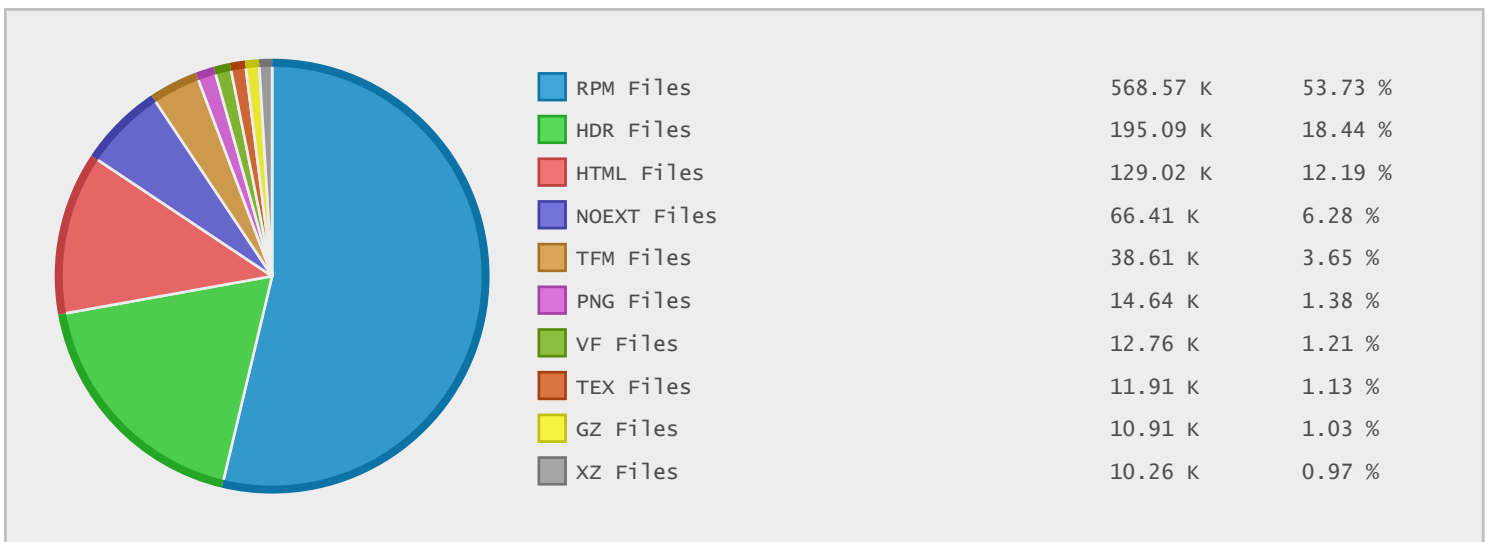 RPM Files 568.57 K 53.73 %
HDR Files 195.09 K 18.44 %
HTML Files 129.02 K 12.19 %
NOEXT Files 66.41 K 6.28 %
TFM Files 38.61 K 3.65 %
PNG Files 14.64 K 1.38 %
VF Files 12.76 K 1.21 %
TEX Files 11.91 K 1.13 %
GZ Files 10.91 K 1.03 %
XZ Files 10.26 K 0.97 %